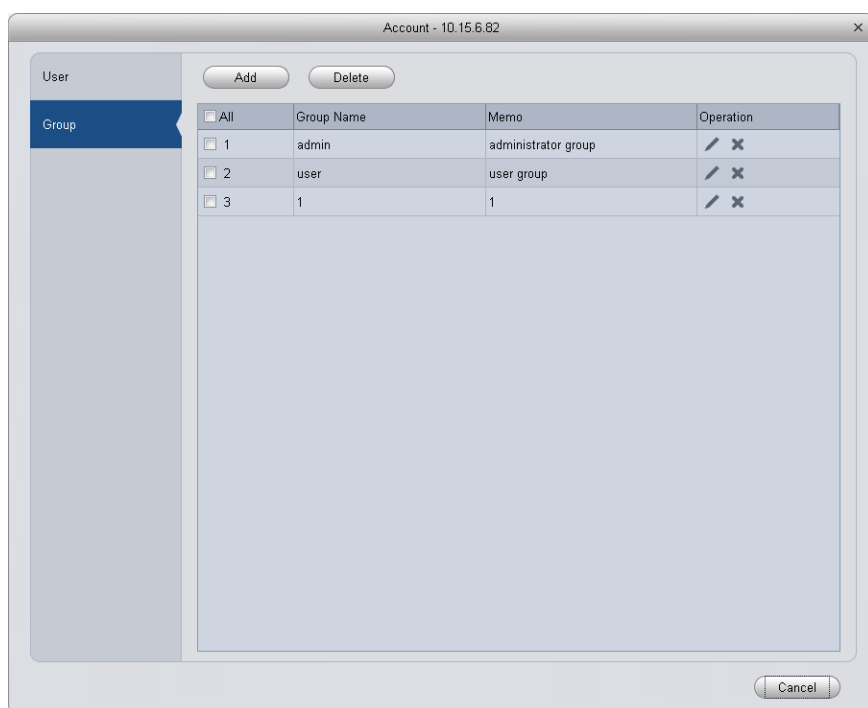 Account - 10.15.6.82
User
Group
Add Delete
All Group Name Memo Operation
1 admin administrator group
2 user user group
3 1 1
Cancel